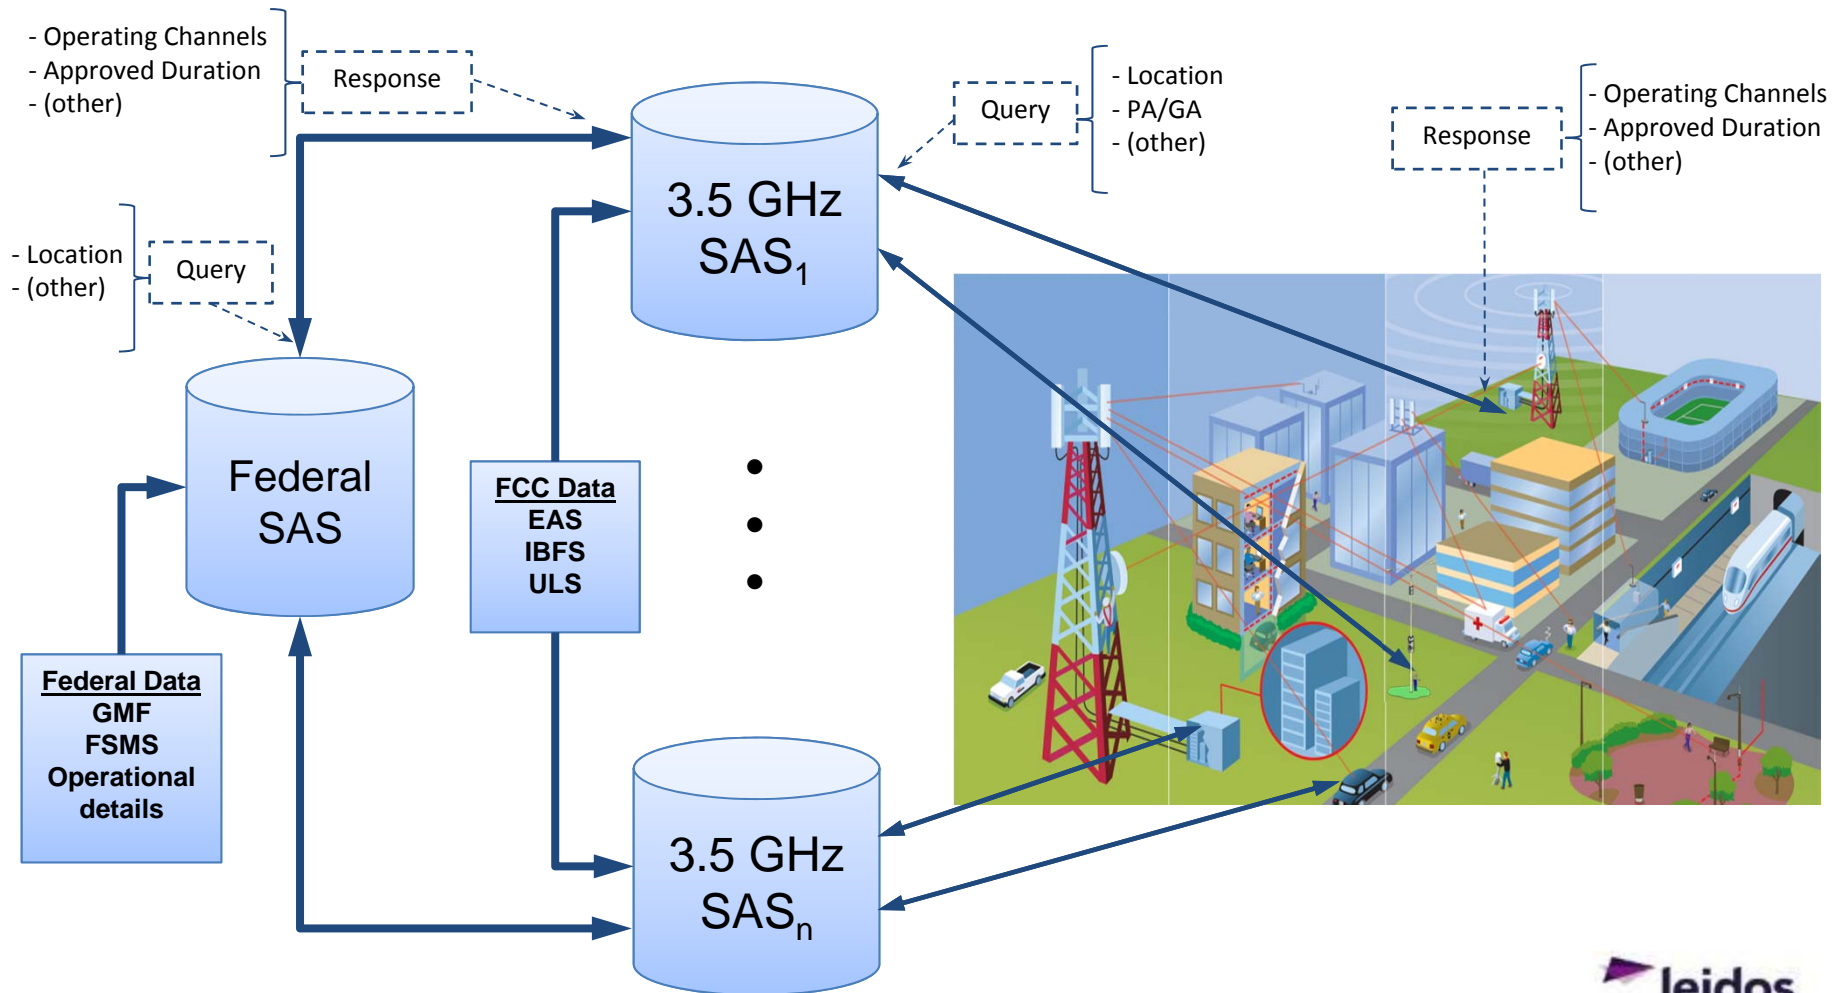 - Operating Channels
- Approved Duration
- (other)
Response
Query
- Location
- PA/GA
- (other)
Response
- Operating Channels
- Approved Duration
- (other)
- Location
- (other)
Query
3.5 GHz
SAS1
Federal
SAS
FCC Data
EAS
IBFS
ULS
Federal Data
GMF
FSMS
Operational
details
3.5 GHz
SASn
leidos